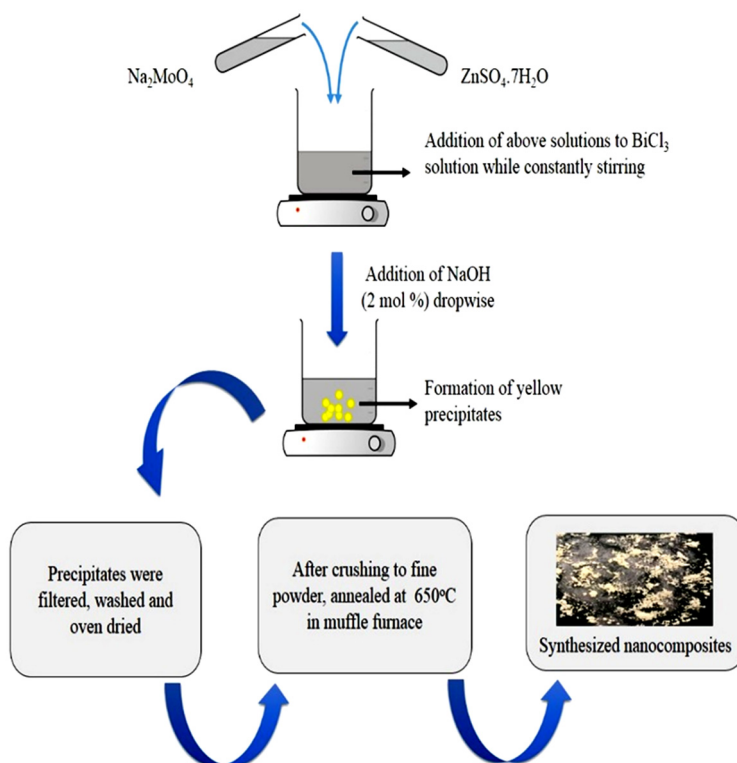 Na₂MoO₄
ZnSO₄.7H₂O
Addition of above solutions to BiCl₃
solution while constantly stirring
Addition of NaOH
(2 mol %) dropwise
Formation of yellow
precipitates
Precipitates were
filtered, washed and
oven dried
After crushing to fine
powder, annealed at 650°C
in muffle furnace
Synthesized nanocomposites